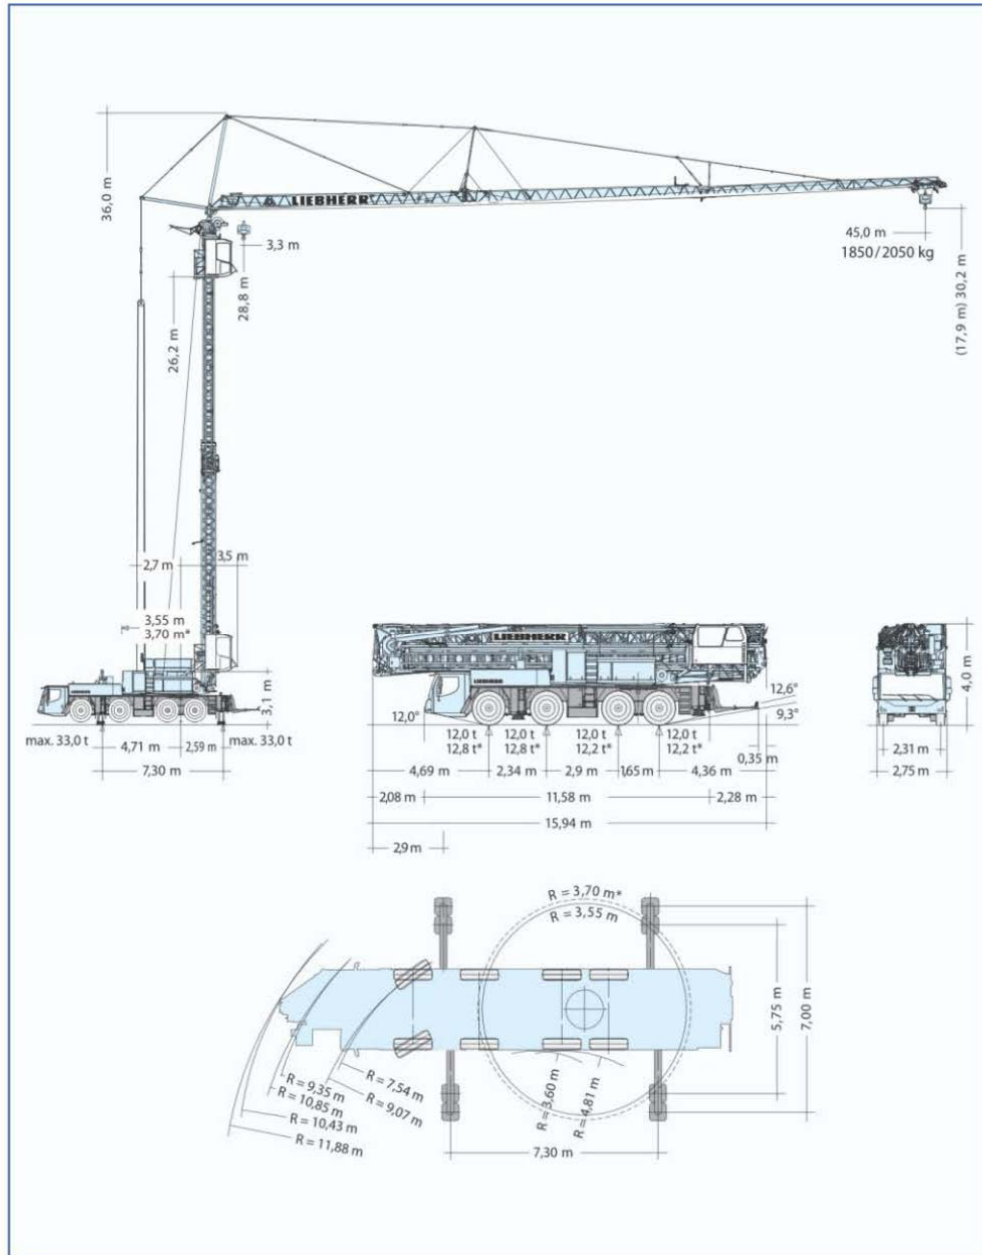 36,0 m
LIEBHERR
3,3 m
28,8 m
26,2 m
45,0 m
1850/2050 kg
(17,9 m) 30,2 m
2,7 m
3,5 m
3,55 m
3,70 m*
3,1 m
max. 33,0 t
4,71 m
2,59 m
max. 33,0 t
7,30 m
LIEBHERR
LIEBHERR
12,0°
12,6°
9,3°
12,0 t
12,8 t*
12,0 t
12,8 t*
12,0 t
12,2 t*
12,0 t
12,2 t*
0,35 m
4,69 m
2,34 m
2,9 m
1,65 m
4,36 m
2,08 m
11,58 m
2,28 m
15,94 m
2,9 m
4,0 m
2,31 m
2,75 m
R = 3,70 m*
R = 3,55 m
5,75 m
7,00 m
R = 9,35 m
R = 10,85 m
R = 10,43 m
R = 11,88 m
R = 7,54 m
R = 9,07 m
R = 3,60 m
R = 4,81 m
7,30 m